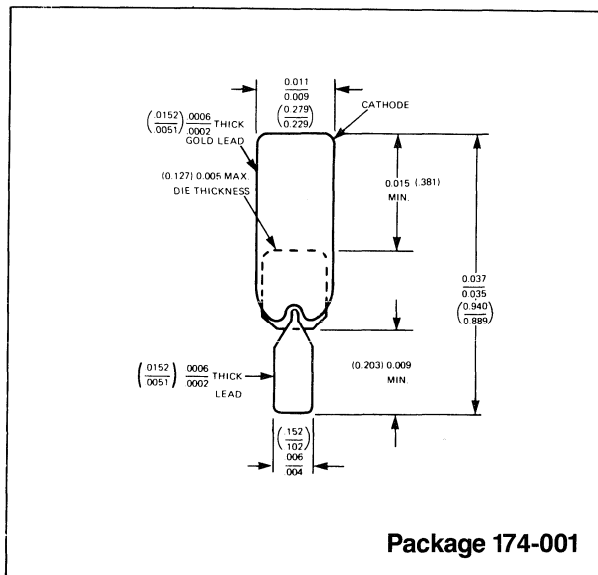 0.011
0.009
(0.279
0.229)
CATHODE
(.0152
.0051) .0006
.0002 THICK
GOLD LEAD
(0.127) 0.005 MAX.
DIE THICKNESS
0.015 (.381)
MIN.
0.037
0.035
(0.940
0.889)
(0.203) 0.009
MIN.
(.0152
.0051) .0006
.0002 THICK
LEAD
(.152
.102)
.006
.004
Package 174-001